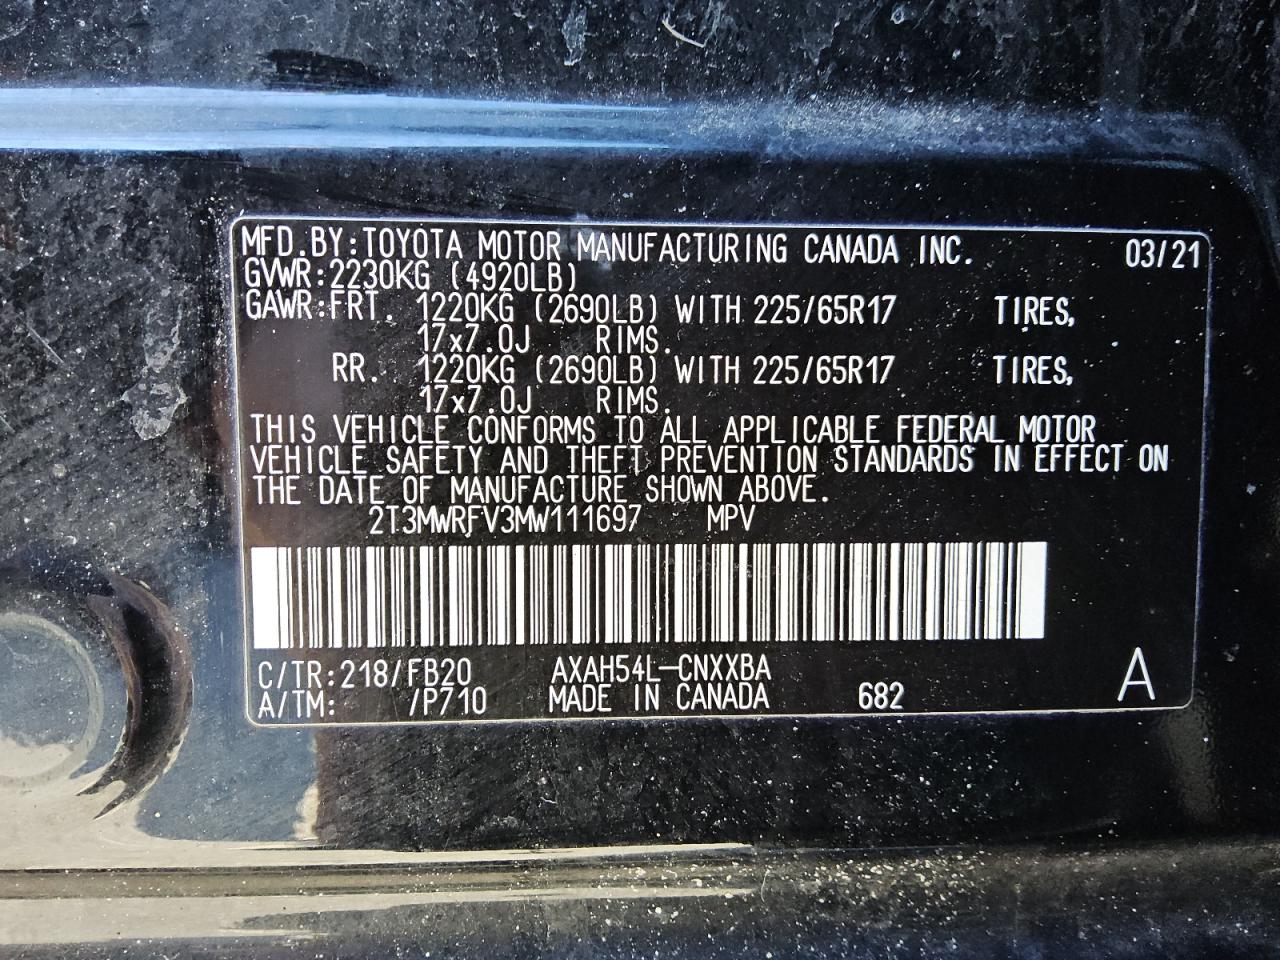 MFD.BY:TOYOTA MOTOR MANUFACTURING CANADA INC. 03/21
GVWR:2230KG (4920LB)
GAWR:FRT. 1220KG (2690LB) WITH 225/65R17 TIRES,
17x7.0J RIMS.
RR. 1220KG (2690LB) WITH 225/65R17 TIRES,
17x7.0J RIMS.
THIS VEHICLE CONFORMS TO ALL APPLICABLE FEDERAL MOTOR
VEHICLE SAFETY AND THEFT PREVENTION STANDARDS IN EFFECT ON
THE DATE OF MANUFACTURE SHOWN ABOVE.
2T3MWRFV3MW111697 MPV
C/TR:218/FB20 AXAH54L-CNXXBA
A/TM: /P710 MADE IN CANADA 682 A